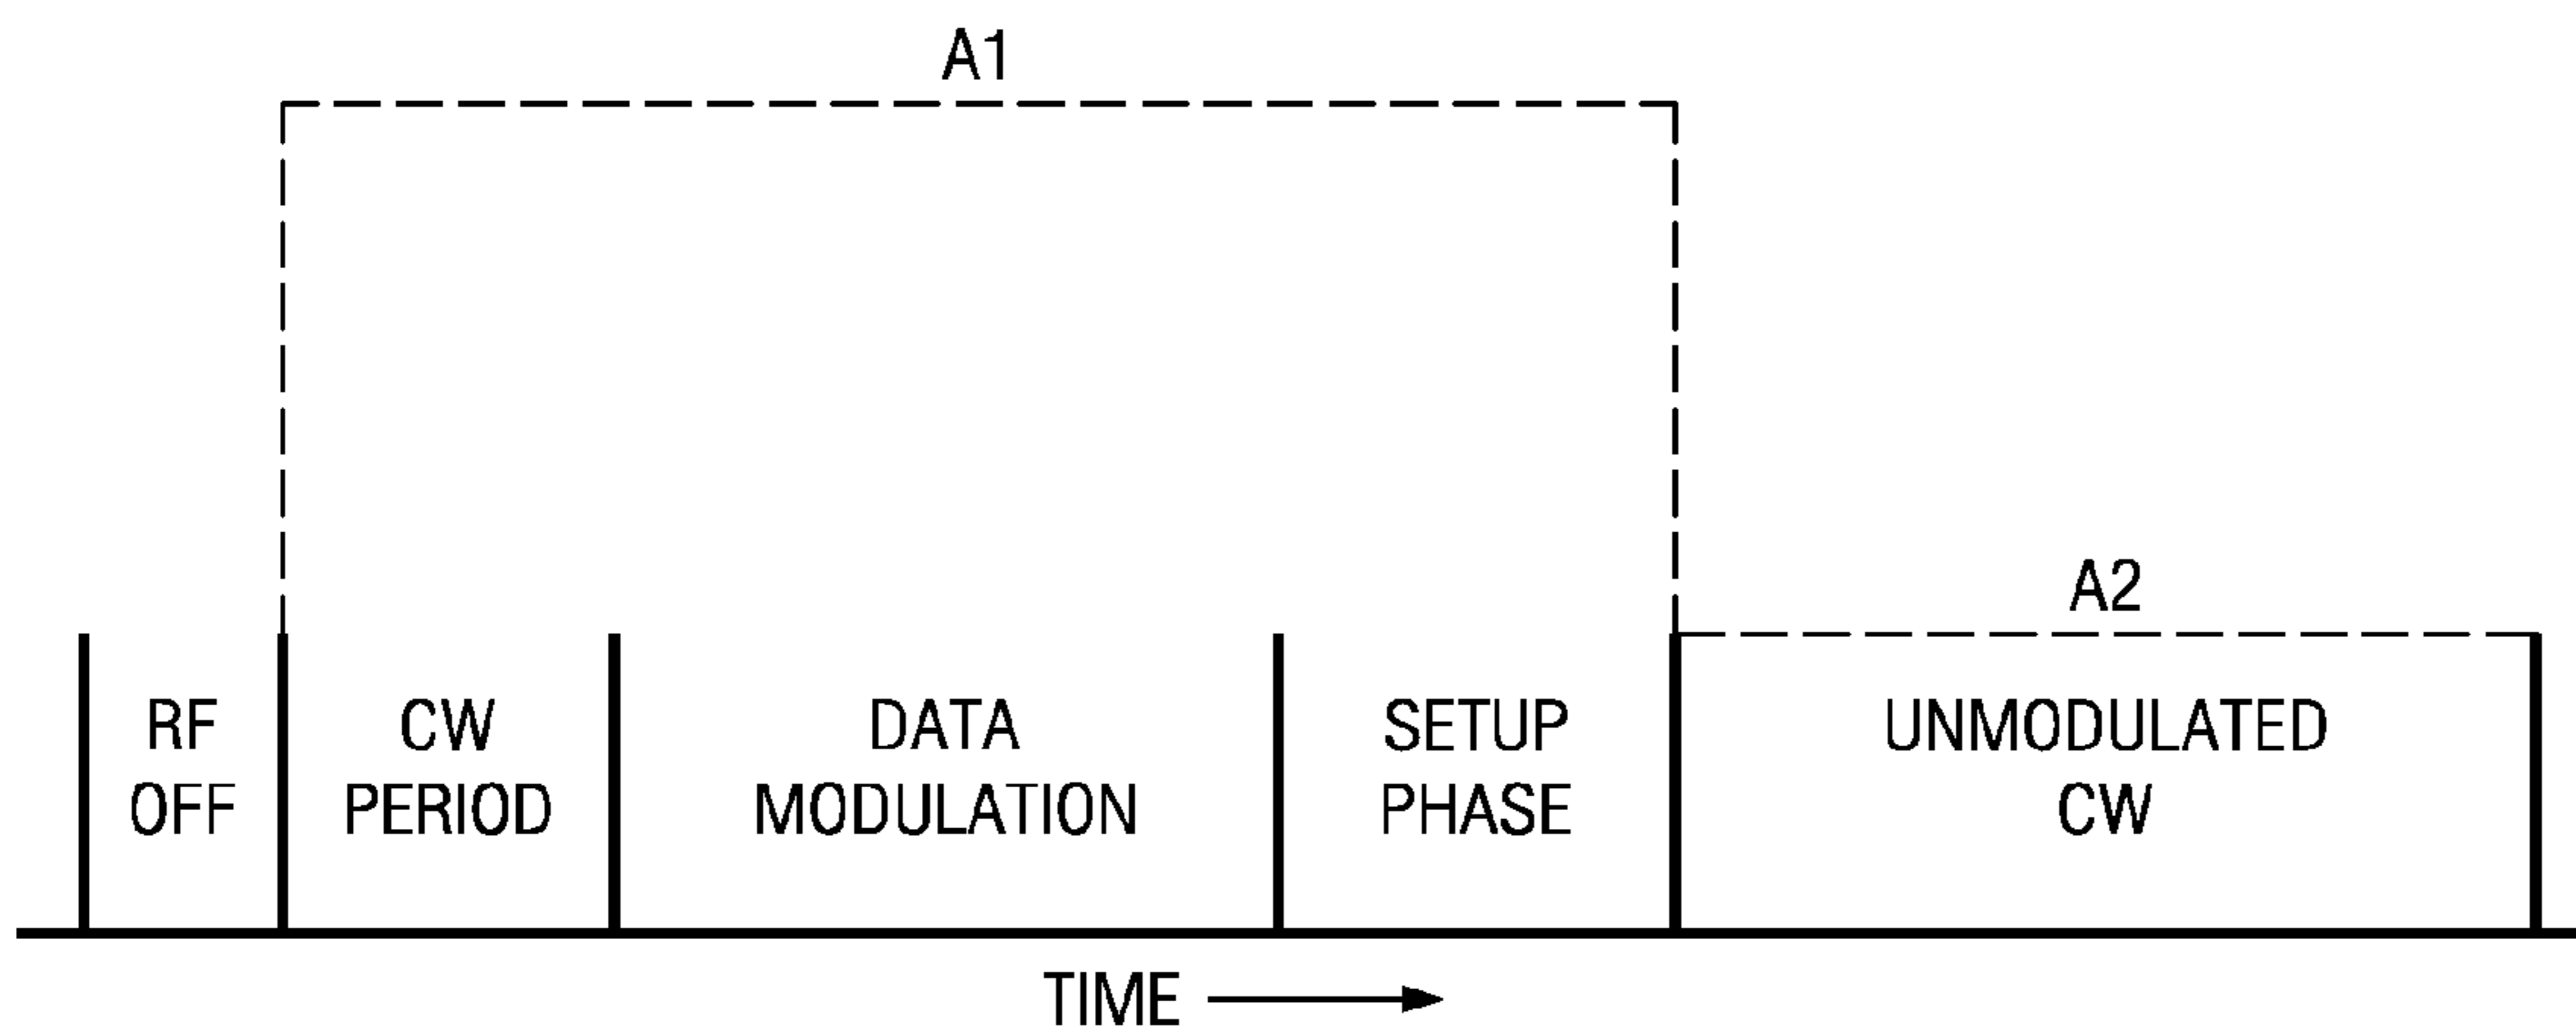 A1
A2
RF
OFF
CW
PERIOD
DATA
MODULATION
SETUP
PHASE
UNMODULATED
CW
TIME